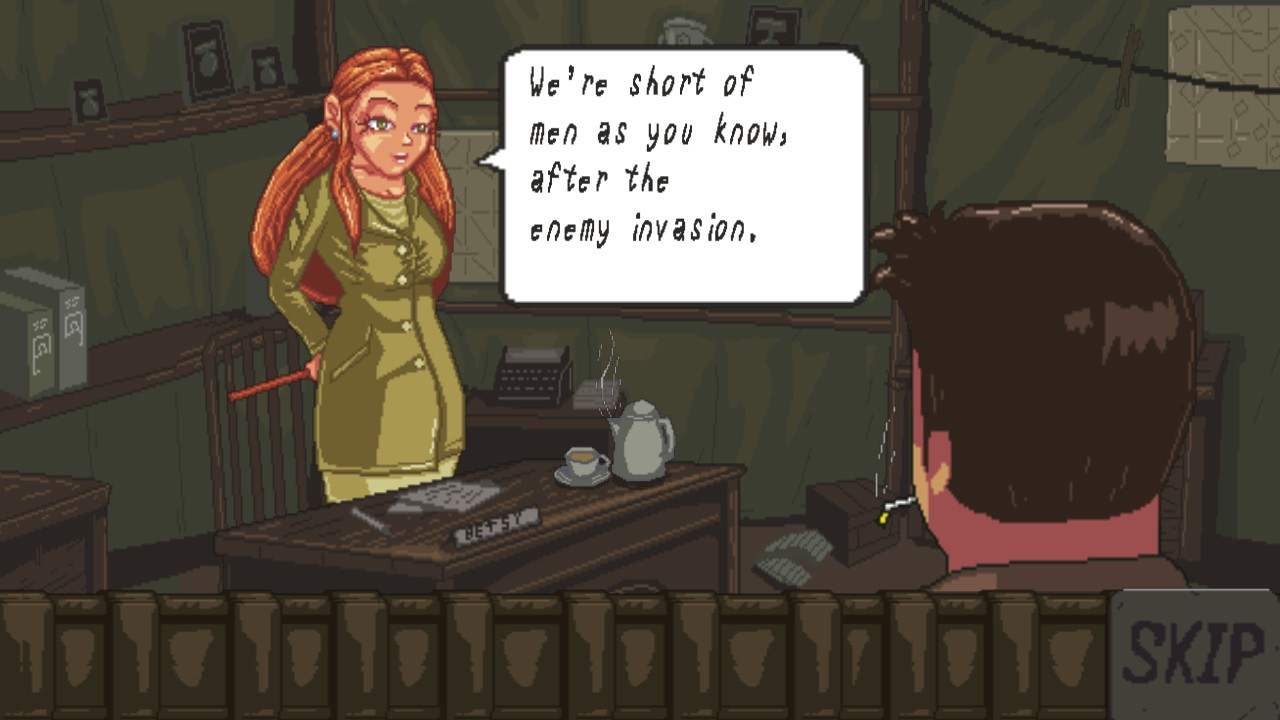 We're short of
men as you know,
after the
enemy invasion.
BETSY
SKIP